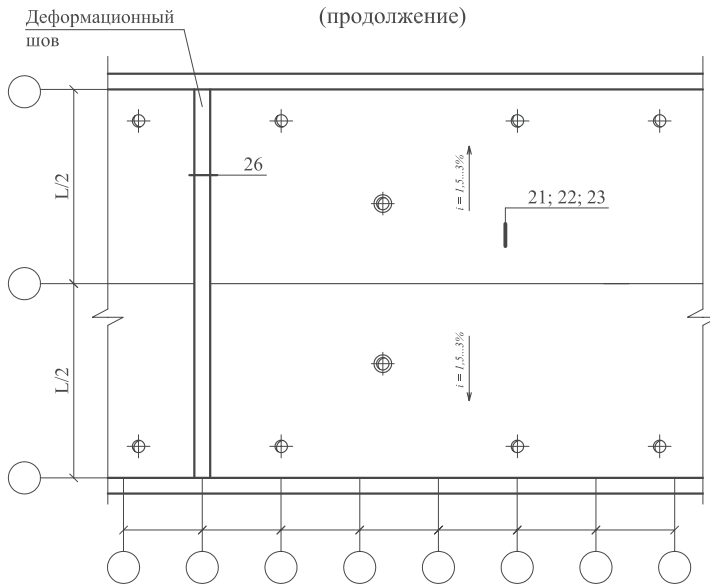 Деформационный
шов
(продолжение)
26
i = 1,5...3%
21; 22; 23
L/2
L/2
i = 1,5...3%